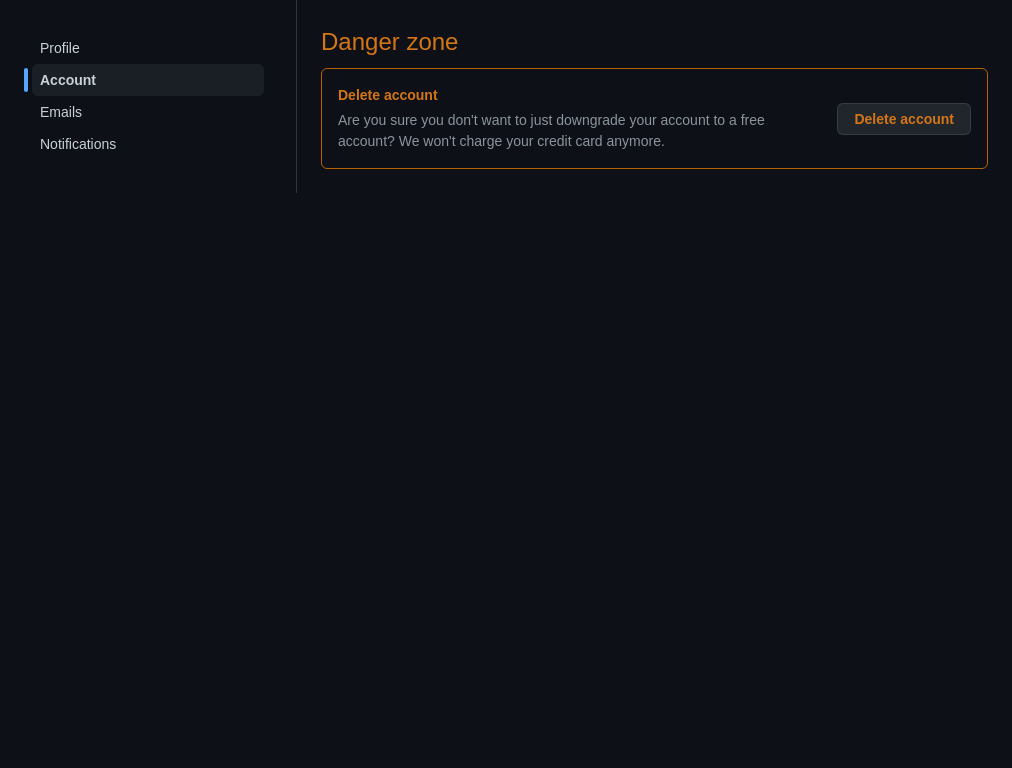 Profile
Account
Emails
Notifications
Danger zone
Delete account
Are you sure you don't want to just downgrade your account to a free
account? We won't charge your credit card anymore.
Delete account